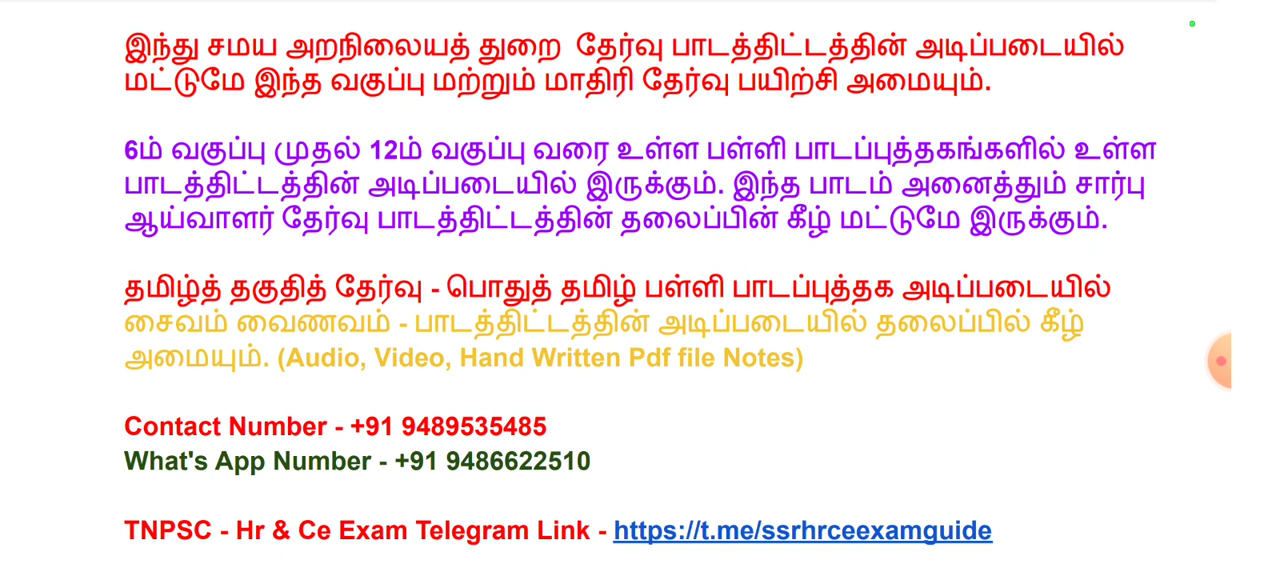 இந்து சமய அறநிலையத் துறை தேர்வு பாடத்திட்டத்தின் அடிப்படையில்
மட்டுமே இந்த வகுப்பு மற்றும் மாதிரி தேர்வு பயிற்சி அமையும்.
6ம் வகுப்பு முதல் 12ம் வகுப்பு வரை உள்ள பள்ளி பாடப்புத்தகங்களில் உள்ள
பாடத்திட்டத்தின் அடிப்படையில் இருக்கும். இந்த பாடம் அனைத்தும் சார்பு
ஆய்வாளர் தேர்வு பாடத்திட்டத்தின் தலைப்பின் கீழ் மட்டுமே இருக்கும்.
தமிழ்த் தகுதித் தேர்வு - பொதுத் தமிழ் பள்ளி பாடப்புத்தக அடிப்படையில்
சைவம் வைணவம் - பாடத்திட்டத்தின் அடிப்படையில் தலைப்பில் கீழ்
அமையும். (Audio, Video, Hand Written Pdf file Notes)
Contact Number - +91 9489535485
What's App Number - +91 9486622510
TNPSC - Hr & Ce Exam Telegram Link - https://t.me/ssrhrceexamguide